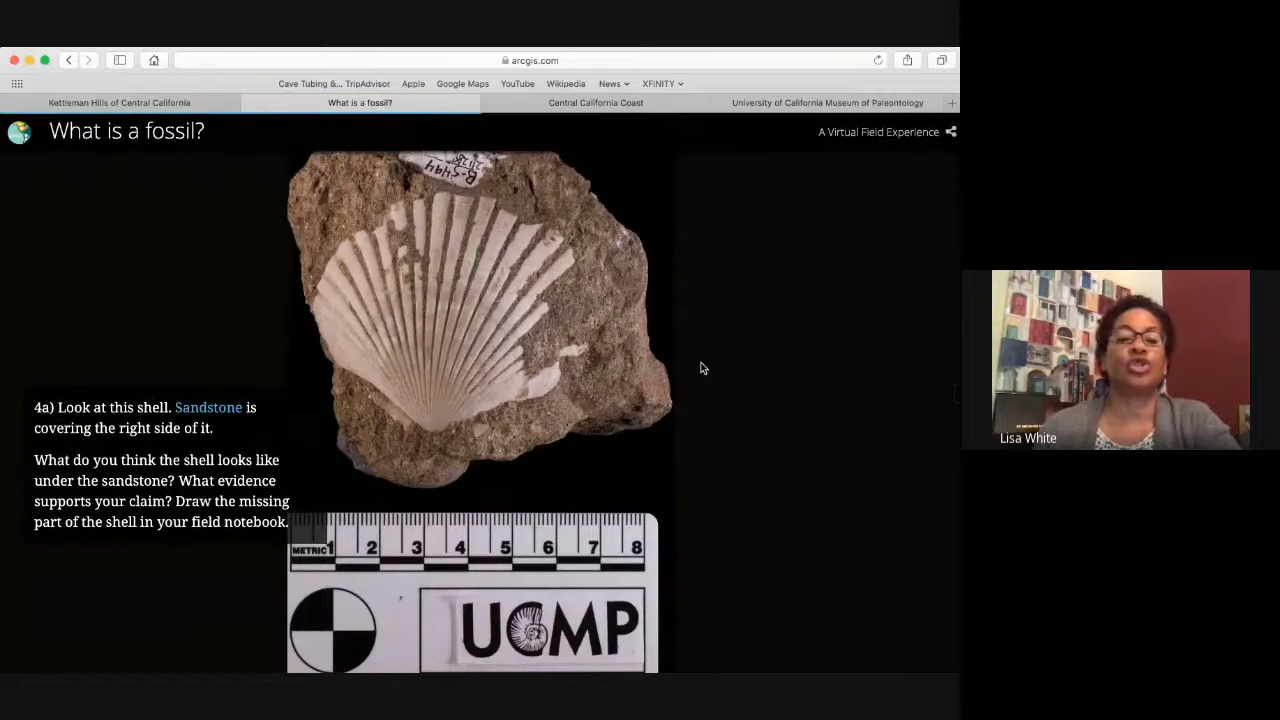 arcgis.com
Cave Tubing &... TripAdvisor Apple Google Maps YouTube Wikipedia News XFINITY
Kettleman Hills of Central California What is a fossil? Central California Coast University of California Museum of Paleontology
What is a fossil?
A Virtual Field Experience
B-5494
4a) Look at this shell. Sandstone is
covering the right side of it.
What do you think the shell looks like
under the sandstone? What evidence
supports your claim? Draw the missing
part of the shell in your field notebook.
METRIC 1 2 3 4 5 6 7 8
UCMP
Lisa White